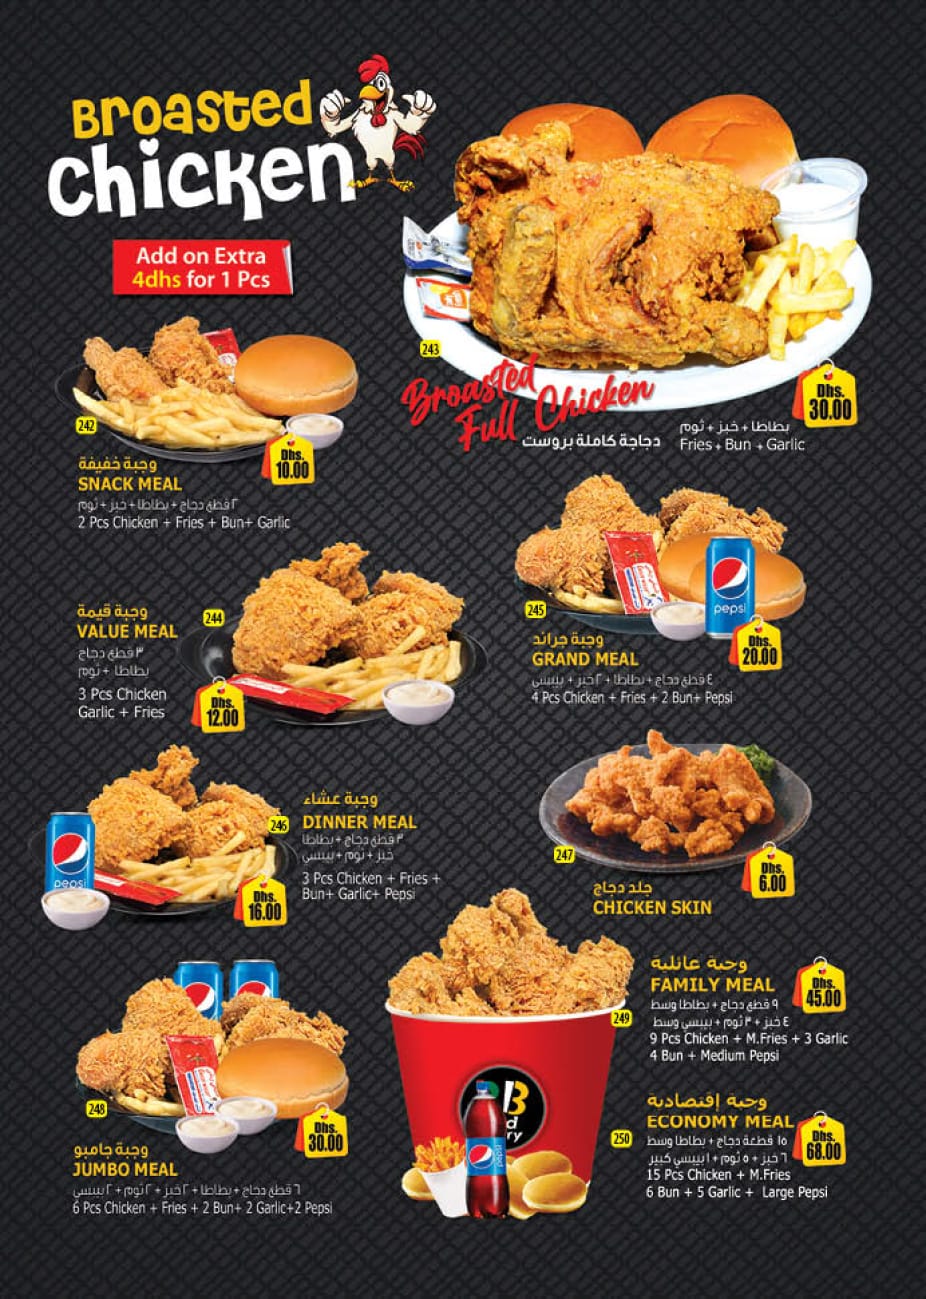 Broasted
Chicken
Add on Extra
4dhs for 1 Pcs
243
Broasted
Full Chicken
دجاجة كاملة بروست
بطاطا + خبز + ثوم
Fries + Bun + Garlic
Dhs.
30.00
242
Dhs.
10.00
وجبة خفيفة
SNACK MEAL
٢ قطع دجاج + بطاطا + خبز + ثوم
2 Pcs Chicken + Fries + Bun+ Garlic
244
وجبة قيمة
VALUE MEAL
٣ قطع دجاج
بطاطا + ثوم
3 Pcs Chicken
Garlic + Fries
Dhs.
12.00
pepsi
245
Dhs.
20.00
وجبة جراند
GRAND MEAL
٤ قطع دجاج + بطاطا + ٢ خبز + بيبسي
4 Pcs Chicken + Fries + 2 Bun+ Pepsi
pepsi
246
وجبة عشاء
DINNER MEAL
٣ قطع دجاج + بطاطا
خبز + ثوم + بيبسي
3 Pcs Chicken + Fries +
Bun+ Garlic+ Pepsi
Dhs.
16.00
247
Dhs.
6.00
جلد دجاج
CHICKEN SKIN
248
Dhs.
30.00
وجبة جامبو
JUMBO MEAL
٦ قطع دجاج + بطاطا + ٢ خبز + ٢ ثوم + ٢ بيبسي
6 Pcs Chicken + Fries + 2 Bun+ 2 Garlic+2 Pepsi
249
وجبة عائلية
FAMILY MEAL
٩ قطع دجاج + بطاطا وسط
٤ خبز + ٣ ثوم + بيبسي وسط
9 Pcs Chicken + M.Fries + 3 Garlic
4 Bun + Medium Pepsi
Dhs.
45.00
pepsi
250
وجبة إقتصادية
ECONOMY MEAL
١٥ قطعة دجاج + بطاطا وسط
٦ خبز + ٥ ثوم + ١ بيبسي كبير
15 Pcs Chicken + M.Fries
6 Bun + 5 Garlic + Large Pepsi
Dhs.
68.00